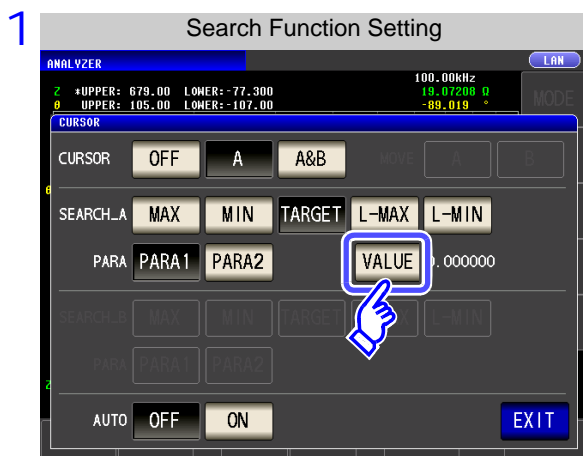 1 Search Function Setting
ANALYZER LAN
100.00kHz
Z *UPPER: 679.00 LOWER:-77.300 19.07208 Ω
θ UPPER: 105.00 LOWER:-107.00 -89.019 °
MODE
CURSOR
CURSOR OFF A A&B MOVE A B
θ
SEARCH_A MAX MIN TARGET L-MAX L-MIN
PARA PARA1 PARA2 VALUE .000000
SEARCH_B MAX MIN TARGET X L-MIN
PARA PARA1 PARA2
Z
AUTO OFF ON EXIT